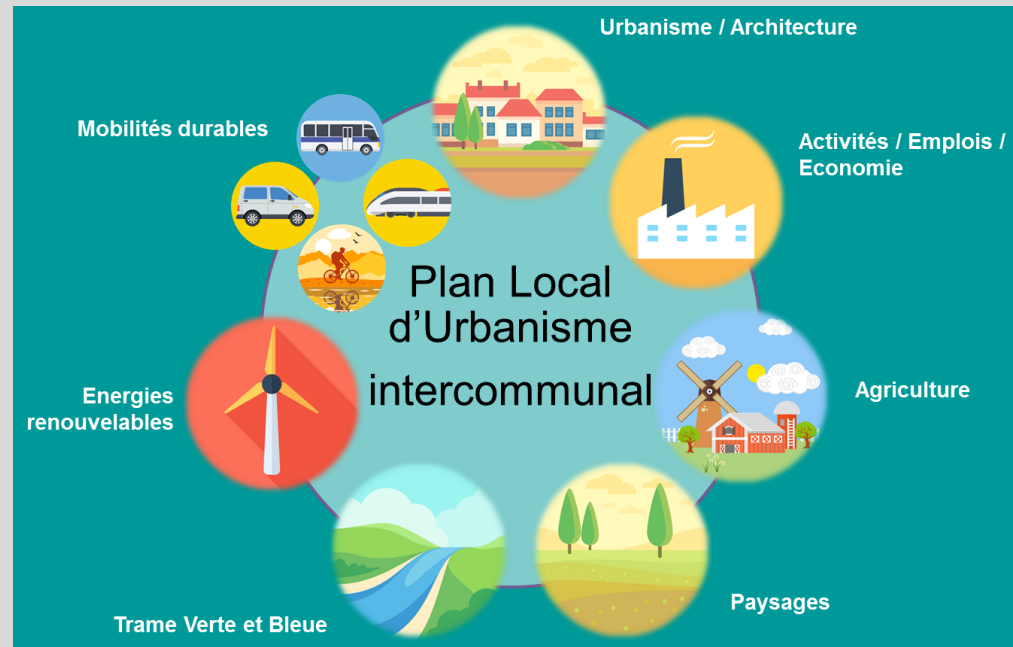 Urbanisme / Architecture
Mobilités durables
Activités / Emplois /
Economie
Plan Local
d’Urbanisme
intercommunal
Energies
renouvelables
Agriculture
Paysages
Trame Verte et Bleue